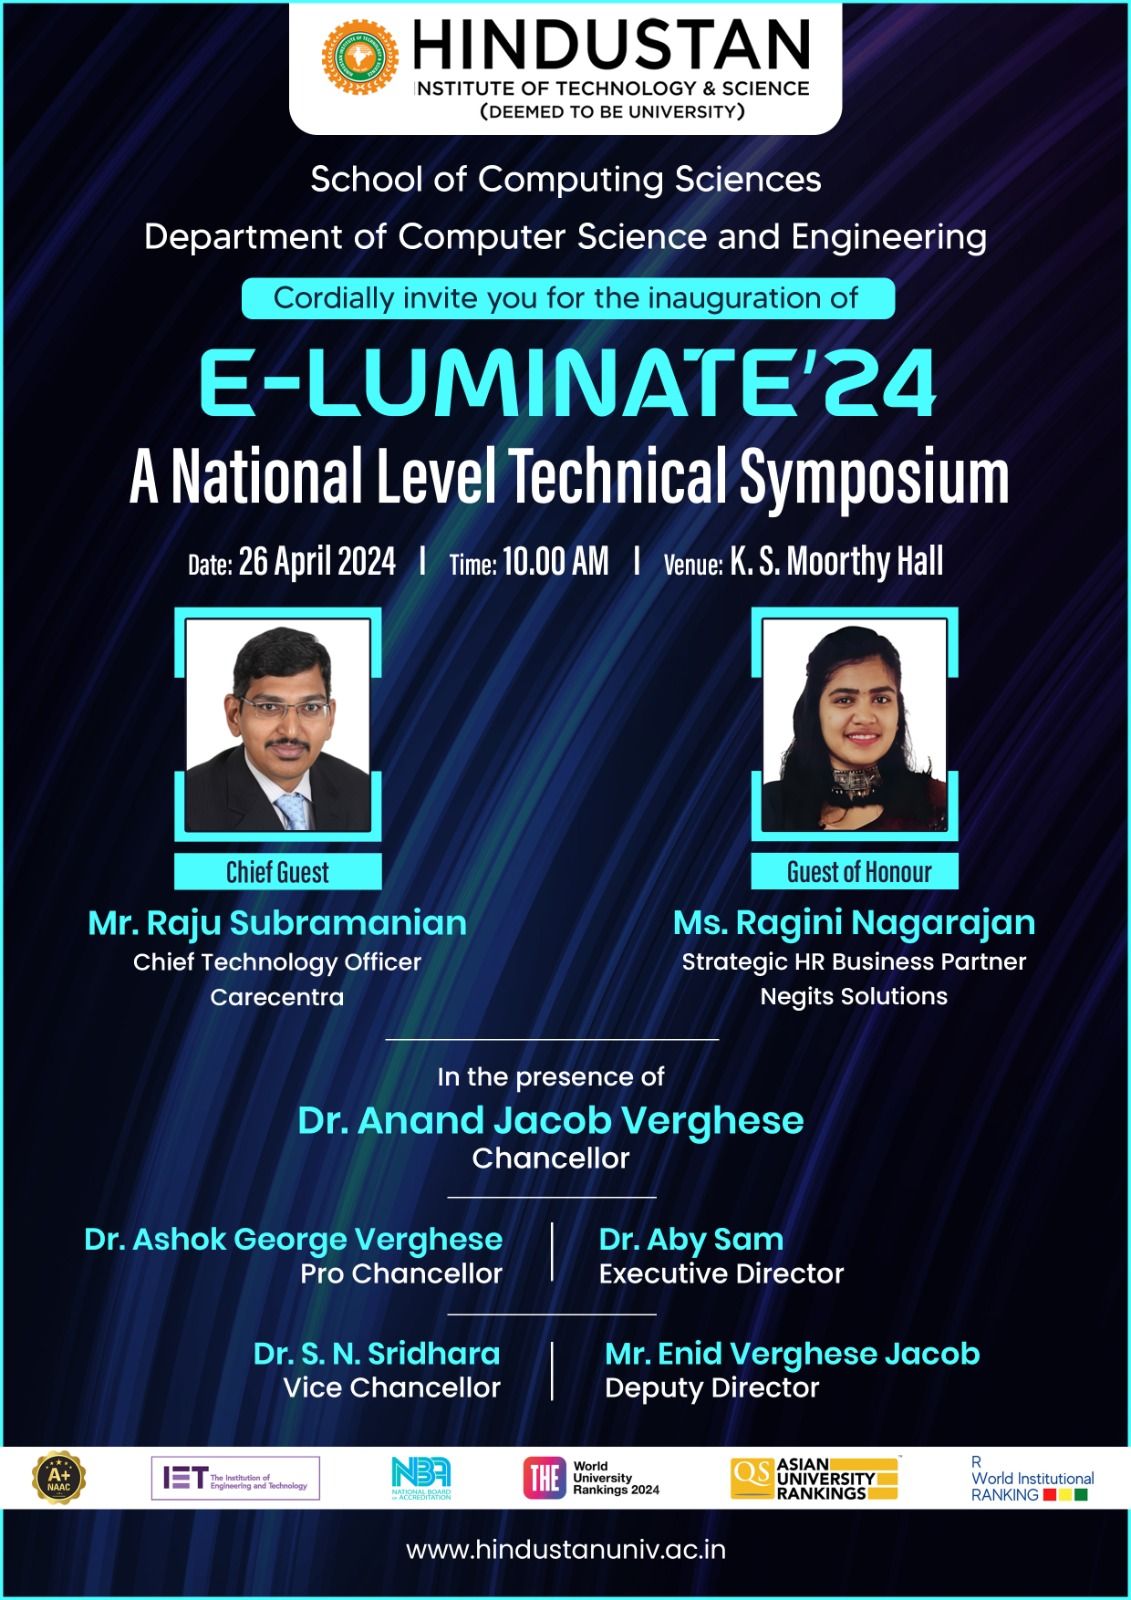 HINDUSTAN
INSTITUTE OF TECHNOLOGY & SCIENCE
(DEEMED TO BE UNIVERSITY)
School of Computing Sciences
Department of Computer Science and Engineering
Cordially invite you for the inauguration of
E-LUMINATE'24
A National Level Technical Symposium
Date: 26 April 2024 | Time: 10.00 AM | Venue: K. S. Moorthy Hall
Chief Guest
Mr. Raju Subramanian
Chief Technology Officer
Carecentra
Guest of Honour
Ms. Ragini Nagarajan
Strategic HR Business Partner
Negits Solutions
In the presence of
Dr. Anand Jacob Verghese
Chancellor
Dr. Ashok George Verghese
Pro Chancellor
Dr. Aby Sam
Executive Director
Dr. S. N. Sridhara
Vice Chancellor
Mr. Enid Verghese Jacob
Deputy Director
A+
NAAC
IET The Institution of
Engineering and Technology
NBA
NATIONAL BOARD
of ACCREDITATION
THE World
University
Rankings 2024
QS ASIAN
UNIVERSITY
RANKINGS
R
World Institutional
RANKING
www.hindustanuniv.ac.in